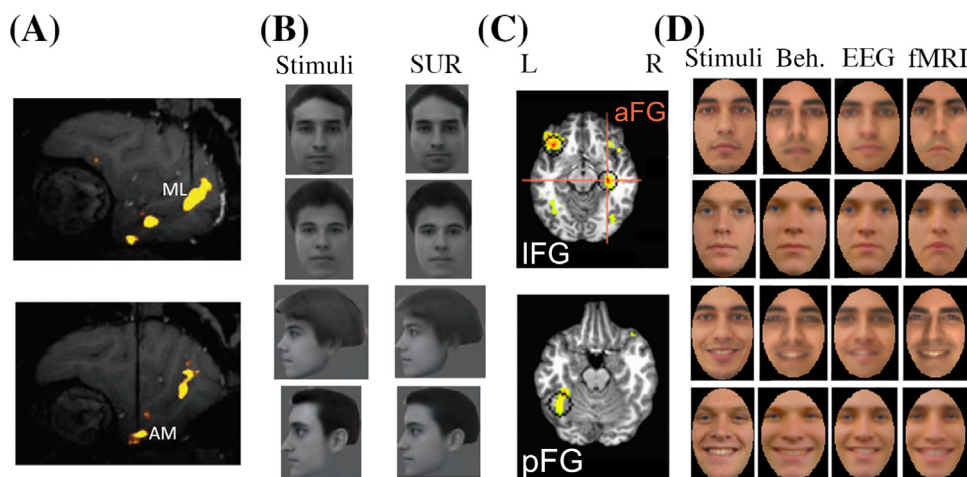 (A)
ML
AM
(B)
Stimuli SUR
(C)
L R
aFG
IFG
pFG
(D)
Stimuli Beh. EEG fMRI